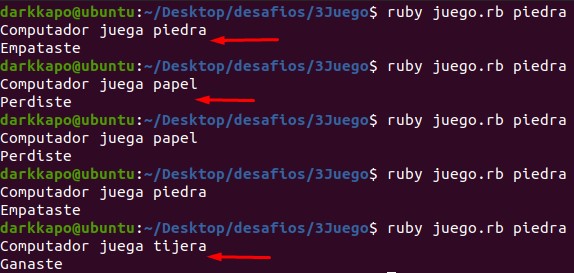 darkkapo@ubuntu:~/Desktop/desafios/3Juego$ ruby juego.rb piedra
Computador juega piedra
Empataste
darkkapo@ubuntu:~/Desktop/desafios/3Juego$ ruby juego.rb piedra
Computador juega papel
Perdiste
darkkapo@ubuntu:~/Desktop/desafios/3Juego$ ruby juego.rb piedra
Computador juega papel
Perdiste
darkkapo@ubuntu:~/Desktop/desafios/3Juego$ ruby juego.rb piedra
Computador juega piedra
Empataste
darkkapo@ubuntu:~/Desktop/desafios/3Juego$ ruby juego.rb piedra
Computador juega tijera
Ganaste